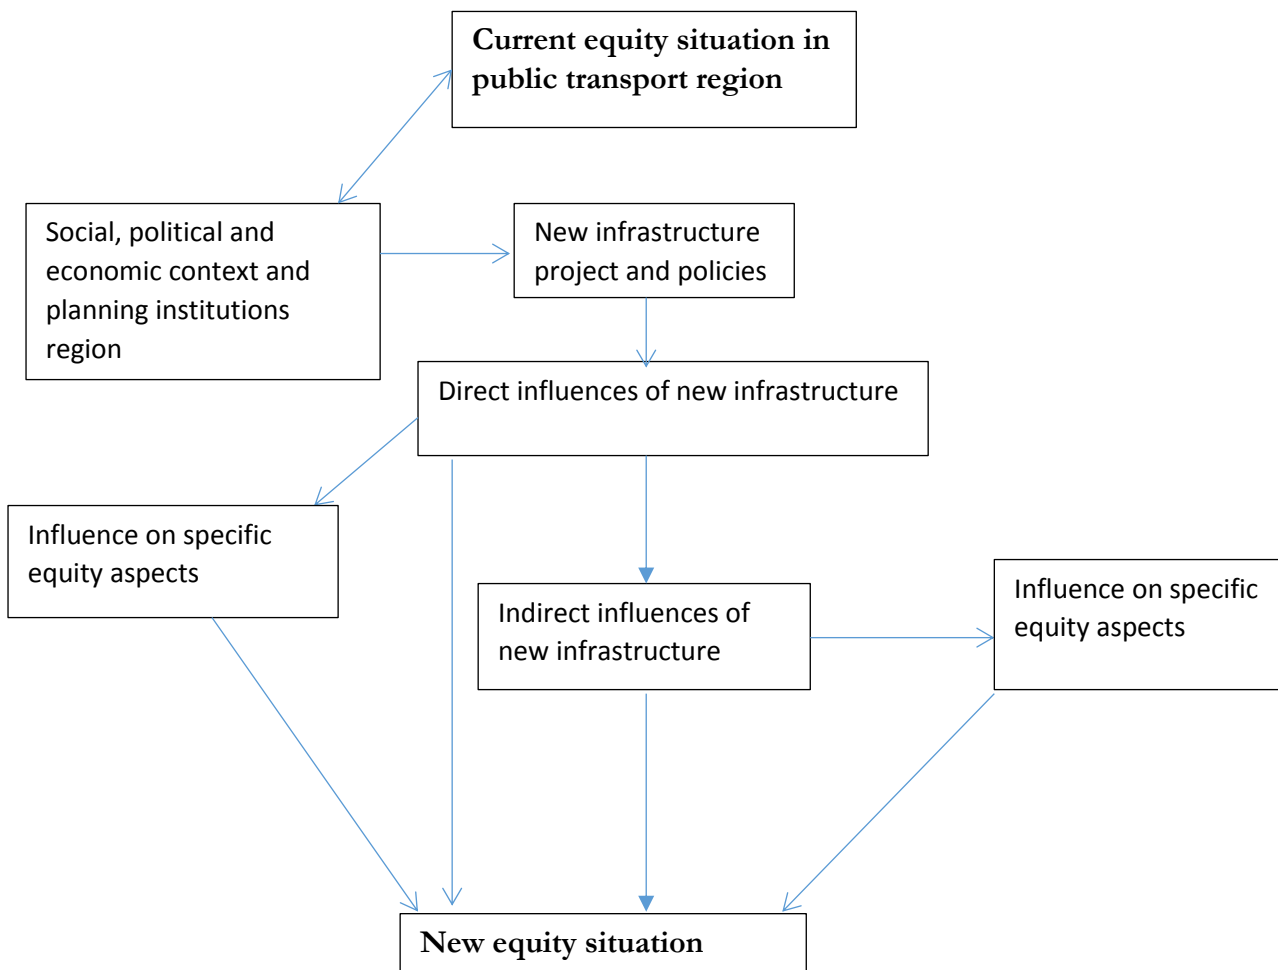 Current equity situation in
public transport region
Social, political and
economic context and
planning institutions
region
New infrastructure
project and policies
Direct influences of new infrastructure
Influence on specific
equity aspects
Indirect influences of
new infrastructure
Influence on specific
equity aspects
New equity situation